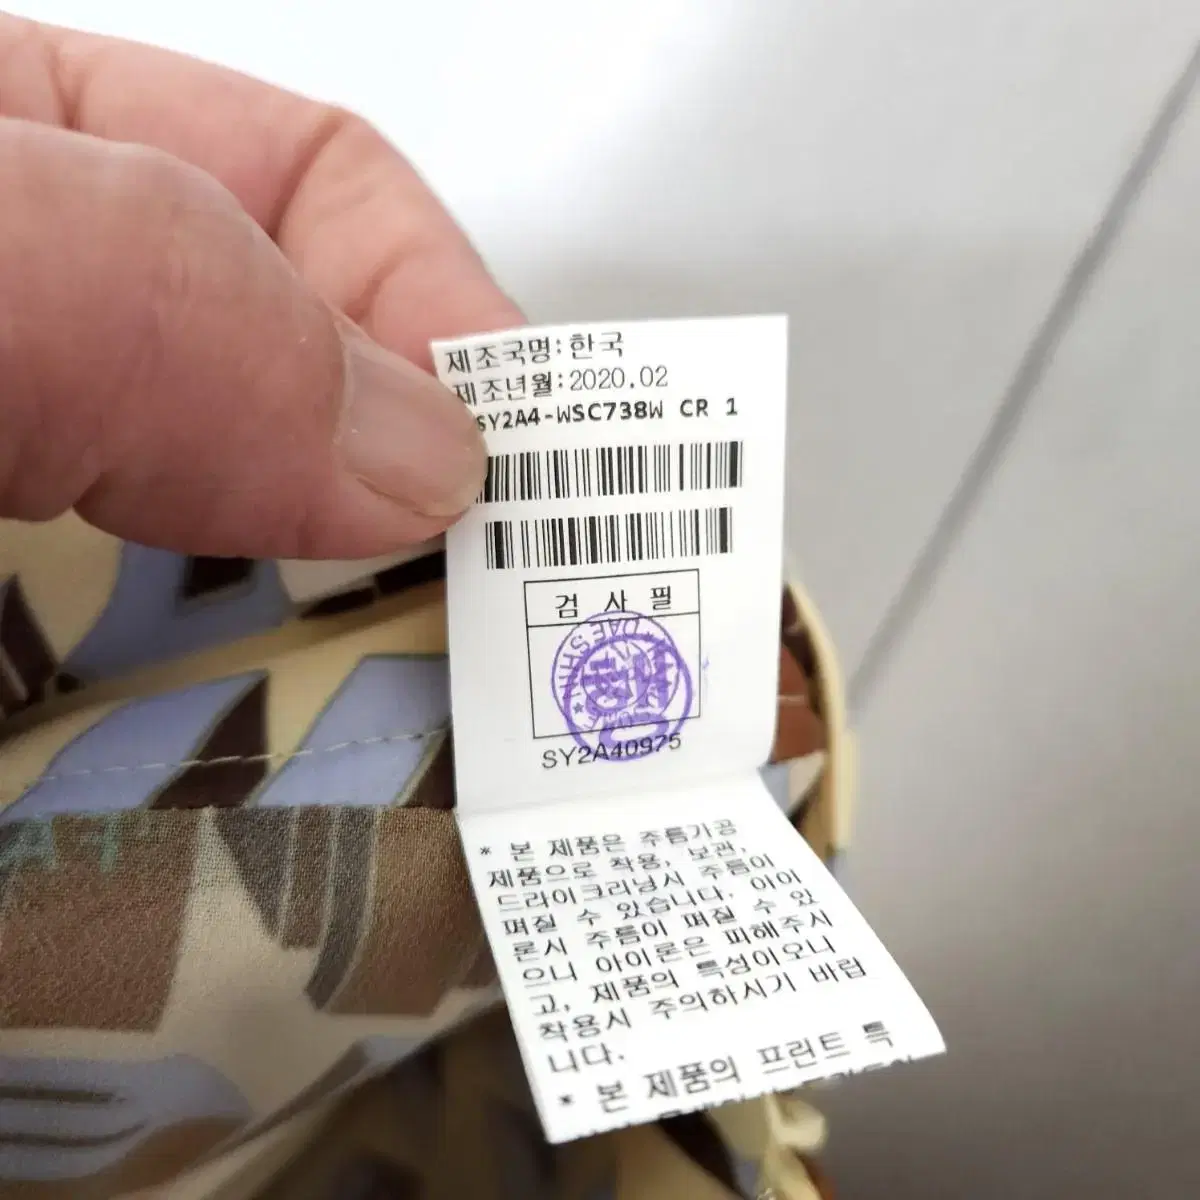 제조국명:한국
제조년월:2020.02
SY2A4-WSC738W CR 1
검 사 필
DAE SHIN
SY2A40975
* 본 제품은 주름가공
제품으로 착용, 보관,
드라이크리닝시 주름이
펴질 수 있습니다. 아이
론시 주름이 펴질 수 있
으니 아이론은 피해주시
고, 제품의 특성이오니
착용시 주의하시기 바랍
니다.
* 본 제품의 프린트 특